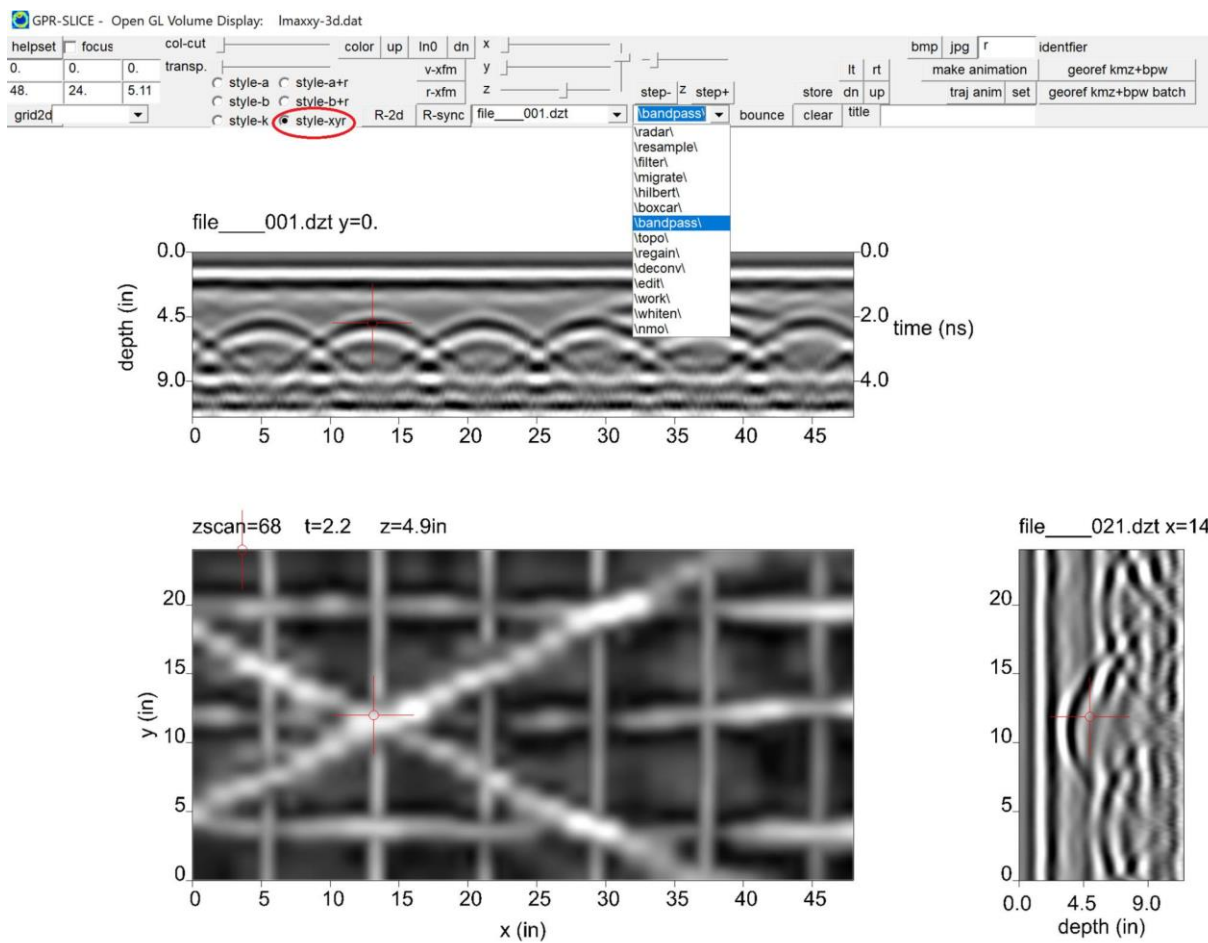 GPR-SLICE - Open GL Volume Display: lmaxxy-3d.dat
helpset focus col-cut color up ln0 dn x bmp jpg r identfier
0. 0. 0. transp. style-a style-a+r v-xfm y lt rt make animation georef kmz+bpw
48. 24. 5.11 style-b style-b+r r-xfm z step- z step+ store dn up traj anim set georef kmz+bpw batch
grid2d style-k style-xyr R-2d R-sync file____001.dzt \bandpass\ bounce clear title
\radar\
\resample\
\filter\
\migrate\
\hilbert\
\boxcar\
\bandpass\
\topo\
\regain\
\deconv\
\edit\
\work\
\whiten\
\nmo\
file____001.dzt y=0.
0.0 0.0
4.5 2.0
9.0 4.0
depth (in)
time (ns)
0 5 10 15 20 25 30 35 40 45
zscan=68 t=2.2 z=4.9in
20
15
10
5
0
y (in)
0 5 10 15 20 25 30 35 40 45
x (in)
file____021.dzt x=14
20
15
10
5
0
0.0 4.5 9.0
depth (in)